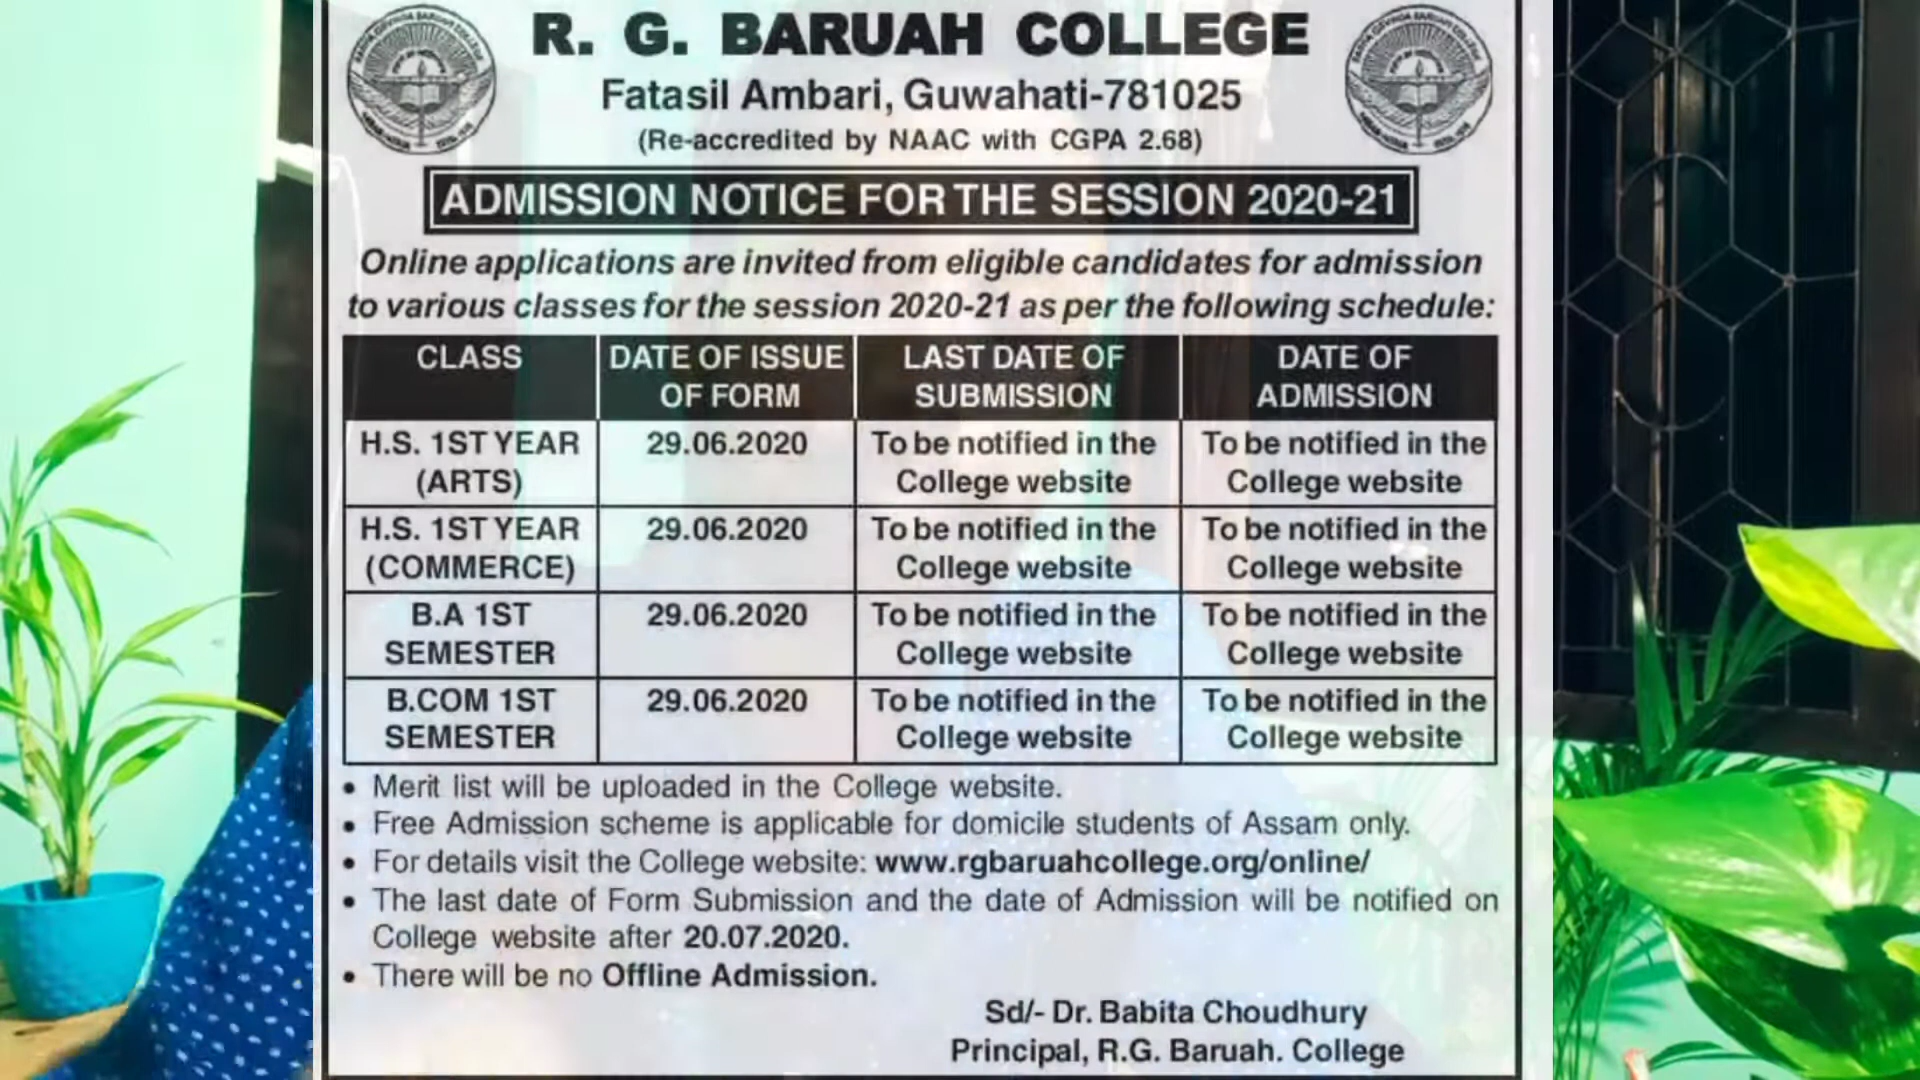 R. G. BARUAH COLLEGE
Fatasil Ambari, Guwahati-781025
(Re-accredited by NAAC with CGPA 2.68)
ADMISSION NOTICE FOR THE SESSION 2020-21
Online applications are invited from eligible candidates for admission
to various classes for the session 2020-21 as per the following schedule:
CLASS
DATE OF ISSUE
OF FORM
LAST DATE OF
SUBMISSION
DATE OF
ADMISSION
H.S. 1ST YEAR
(ARTS)
29.06.2020
To be notified in the
College website
To be notified in the
College website
H.S. 1ST YEAR
(COMMERCE)
29.06.2020
To be notified in the
College website
To be notified in the
College website
B.A 1ST
SEMESTER
29.06.2020
To be notified in the
College website
To be notified in the
College website
B.COM 1ST
SEMESTER
29.06.2020
To be notified in the
College website
To be notified in the
College website
• Merit list will be uploaded in the College website.
• Free Admission scheme is applicable for domicile students of Assam only.
• For details visit the College website: www.rgbaruahcollege.org/online/
• The last date of Form Submission and the date of Admission will be notified on
College website after 20.07.2020.
• There will be no Offline Admission.
Sd/- Dr. Babita Choudhury
Principal, R.G. Baruah. College